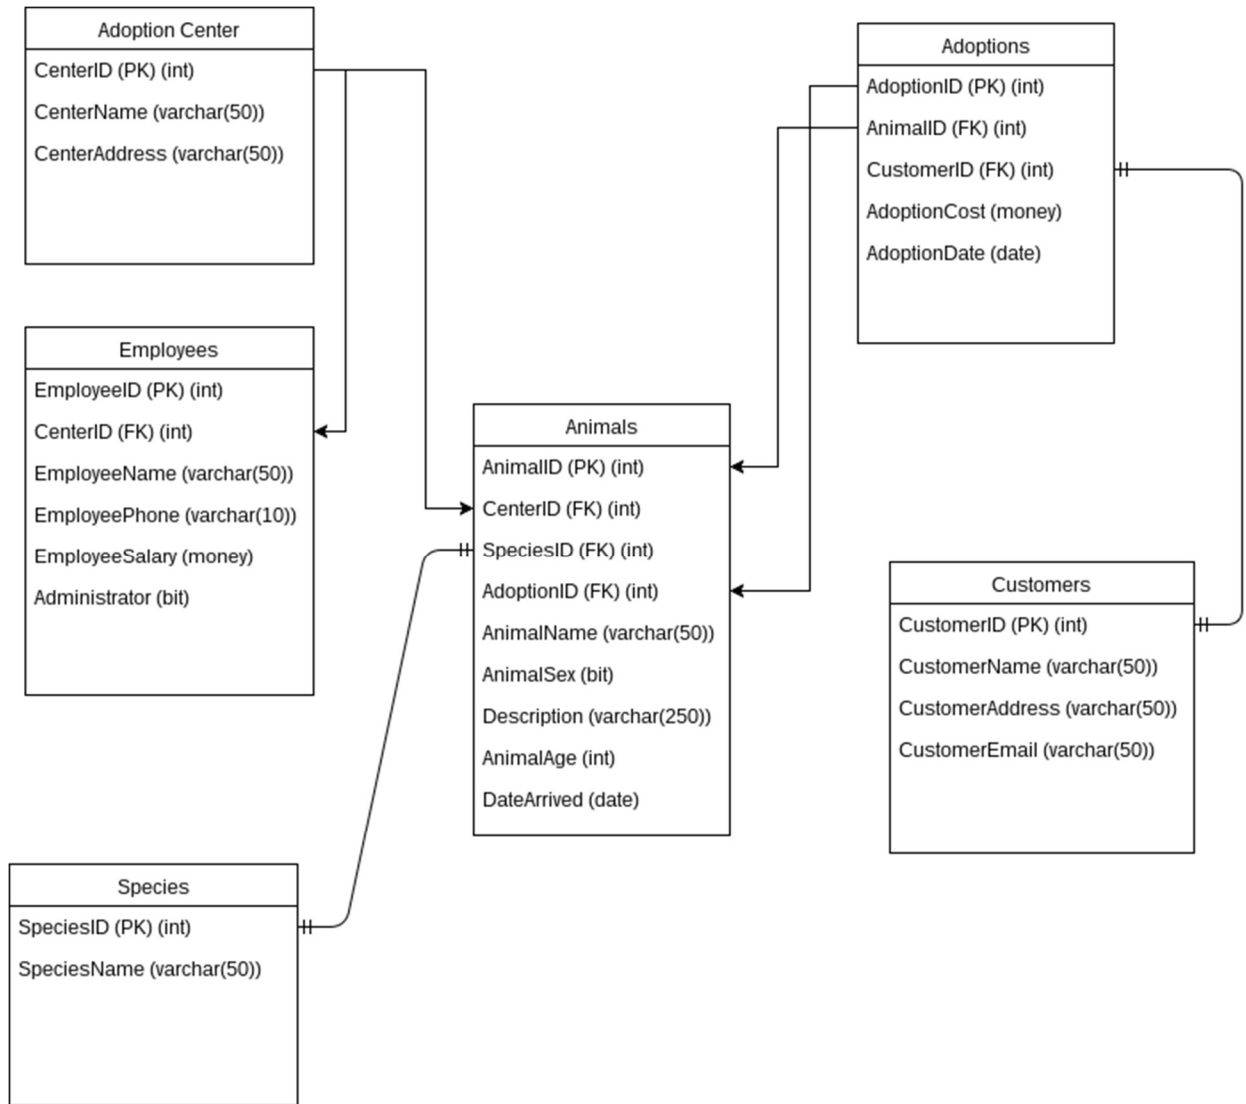 Adoption Center
CenterID (PK) (int)
CenterName (varchar(50))
CenterAddress (varchar(50))
Employees
EmployeeID (PK) (int)
CenterID (FK) (int)
EmployeeName (varchar(50))
EmployeePhone (varchar(10))
EmployeeSalary (money)
Administrator (bit)
Species
SpeciesID (PK) (int)
SpeciesName (varchar(50))
Animals
AnimalID (PK) (int)
CenterID (FK) (int)
SpeciesID (FK) (int)
AdoptionID (FK) (int)
AnimalName (varchar(50))
AnimalSex (bit)
Description (varchar(250))
AnimalAge (int)
DateArrived (date)
Adoptions
AdoptionID (PK) (int)
AnimalID (FK) (int)
CustomerID (FK) (int)
AdoptionCost (money)
AdoptionDate (date)
Customers
CustomerID (PK) (int)
CustomerName (varchar(50))
CustomerAddress (varchar(50))
CustomerEmail (varchar(50))